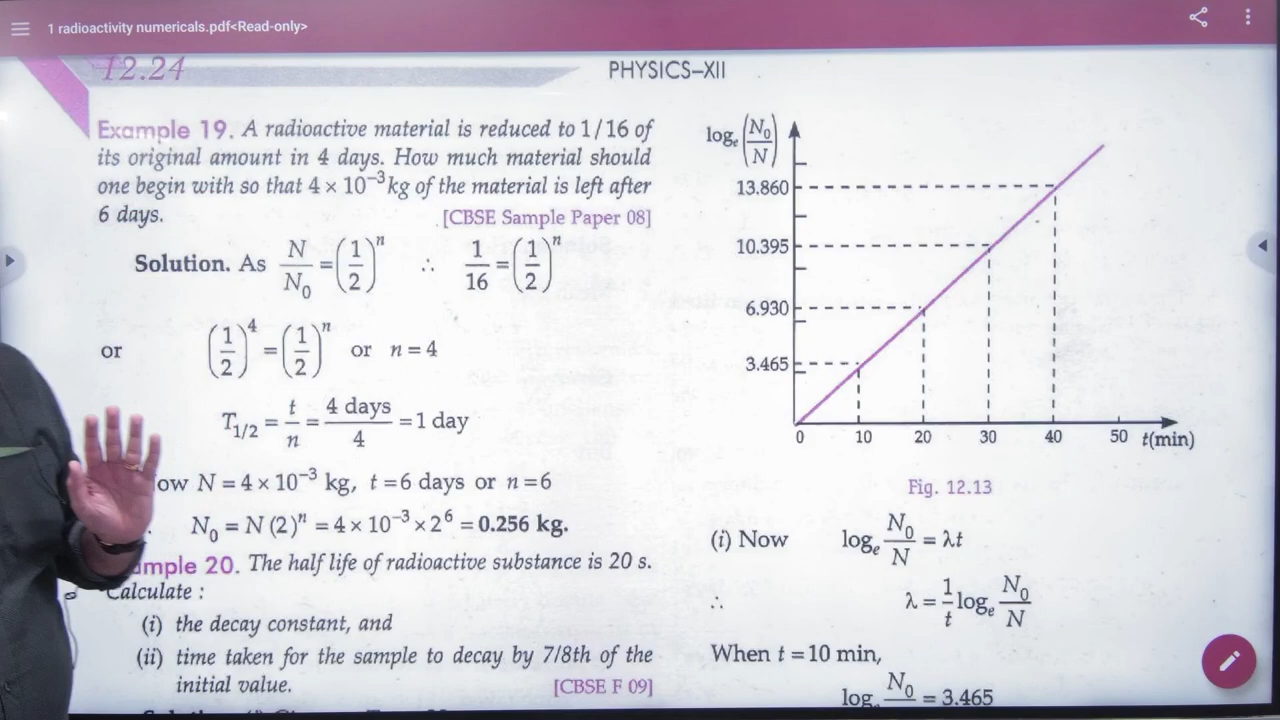 1 radioactivity numericals.pdf<Read-only>
12.24
PHYSICS–XII
Example 19. A radioactive material is reduced to 1/16 of
its original amount in 4 days. How much material should
one begin with so that 4 × 10⁻³ kg of the material is left after
6 days. [CBSE Sample Paper 08]
Solution. As N/N₀ = (1/2)ⁿ ∴ 1/16 = (1/2)ⁿ
or (1/2)⁴ = (1/2)ⁿ or n = 4
T₁/₂ = t/n = 4 days/4 = 1 day
ow N = 4 × 10⁻³ kg, t = 6 days or n = 6
N₀ = N (2)ⁿ = 4 × 10⁻³ × 2⁶ = 0.256 kg.
mple 20. The half life of radioactive substance is 20 s.
Calculate :
(i) the decay constant, and
(ii) time taken for the sample to decay by 7/8th of the
initial value. [CBSE F 09]
logₑ(N₀/N)
13.860
10.395
6.930
3.465
0 10 20 30 40 50 t(min)
Fig. 12.13
(i) Now logₑ N₀/N = λt
∴ λ = 1/t logₑ N₀/N
When t = 10 min,
logₑ N₀/N = 3.465